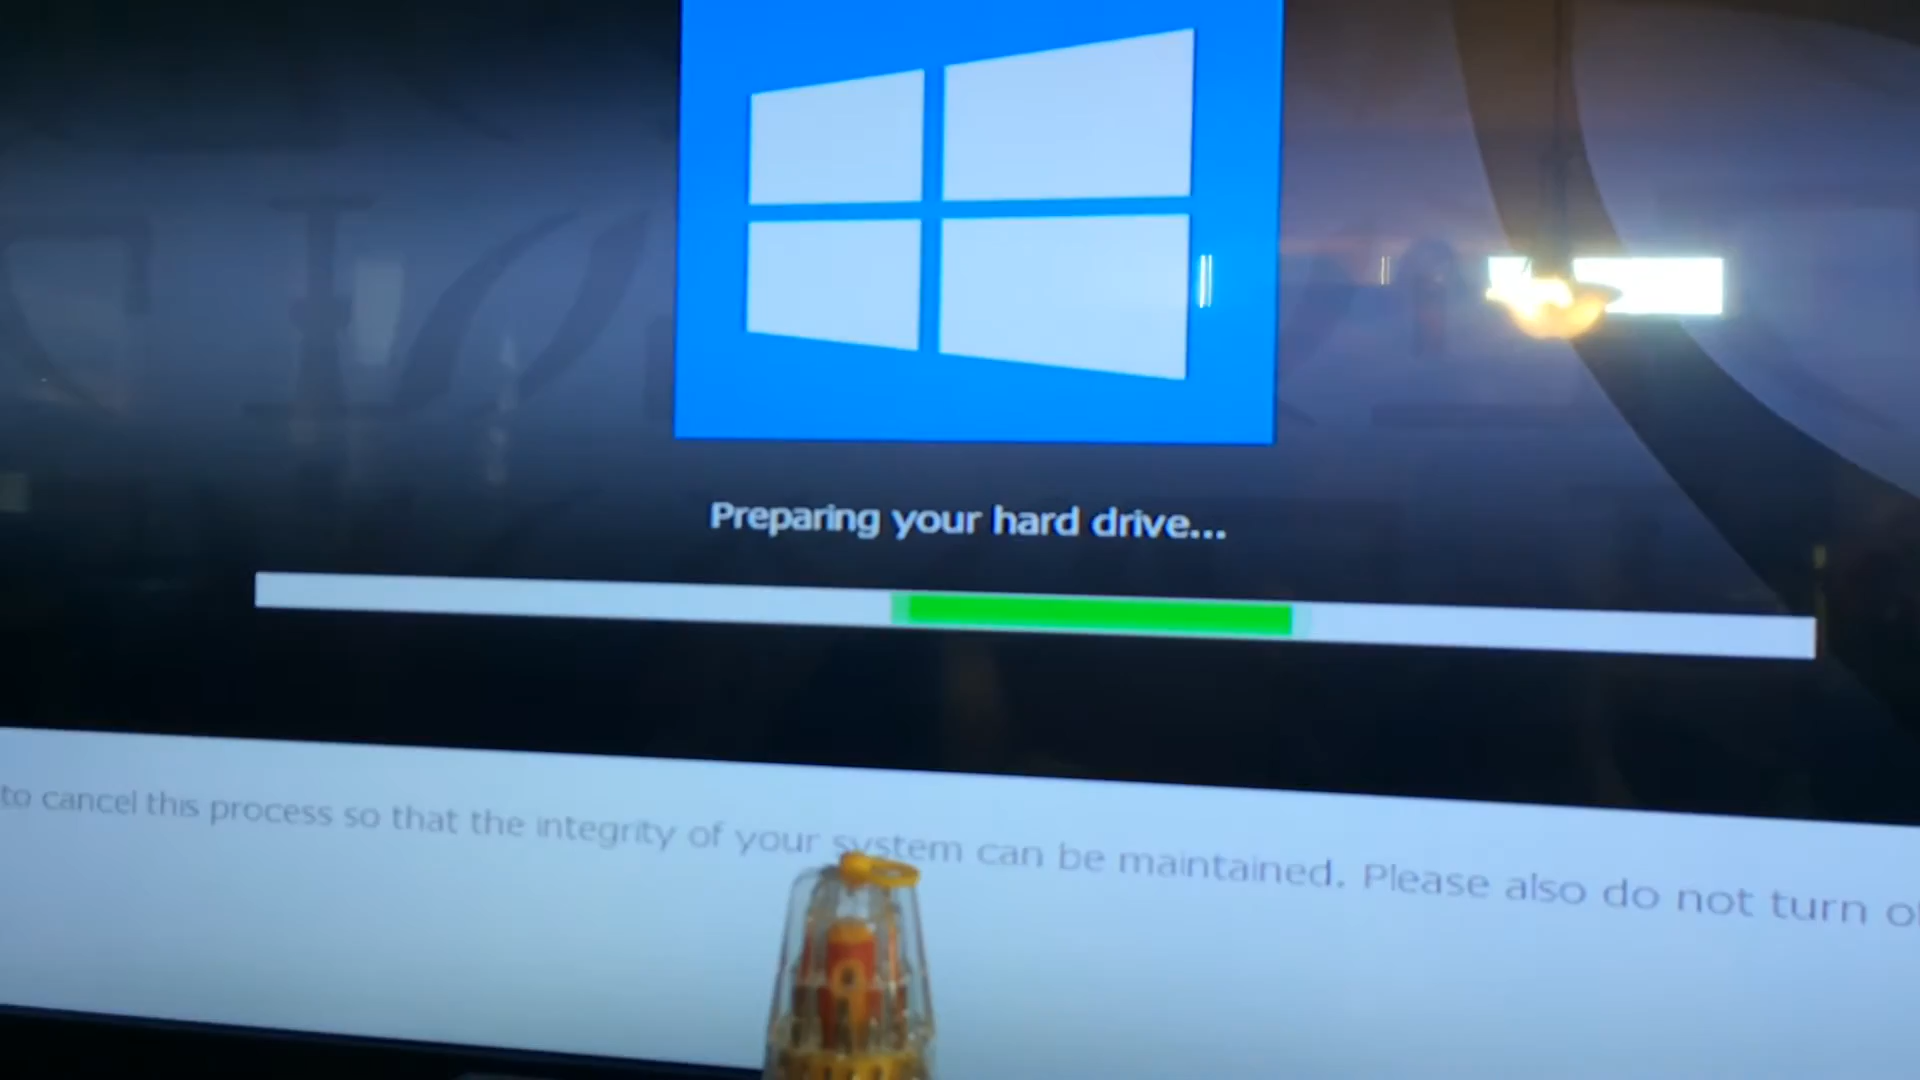 Preparing your hard drive...
to cancel this process so that the integrity of your system can be maintained. Please also do not turn
9